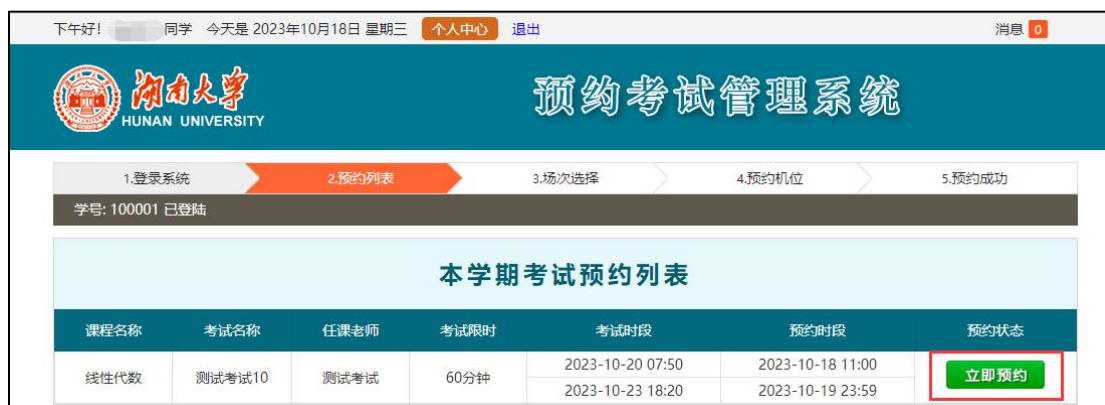 下午好! 同学 今天是 2023年10月18日 星期三 个人中心 退出 消息 0
湖南大学
HUNAN UNIVERSITY
预约考试管理系统
1.登录系统 2.预约列表 3.场次选择 4.预约机位 5.预约成功
学号: 100001 已登陆
本学期考试预约列表
课程名称 考试名称 任课老师 考试限时 考试时段 预约时段 预约状态
线性代数 测试考试10 测试考试 60分钟 2023-10-20 07:50 2023-10-18 11:00 立即预约
2023-10-23 18:20 2023-10-19 23:59